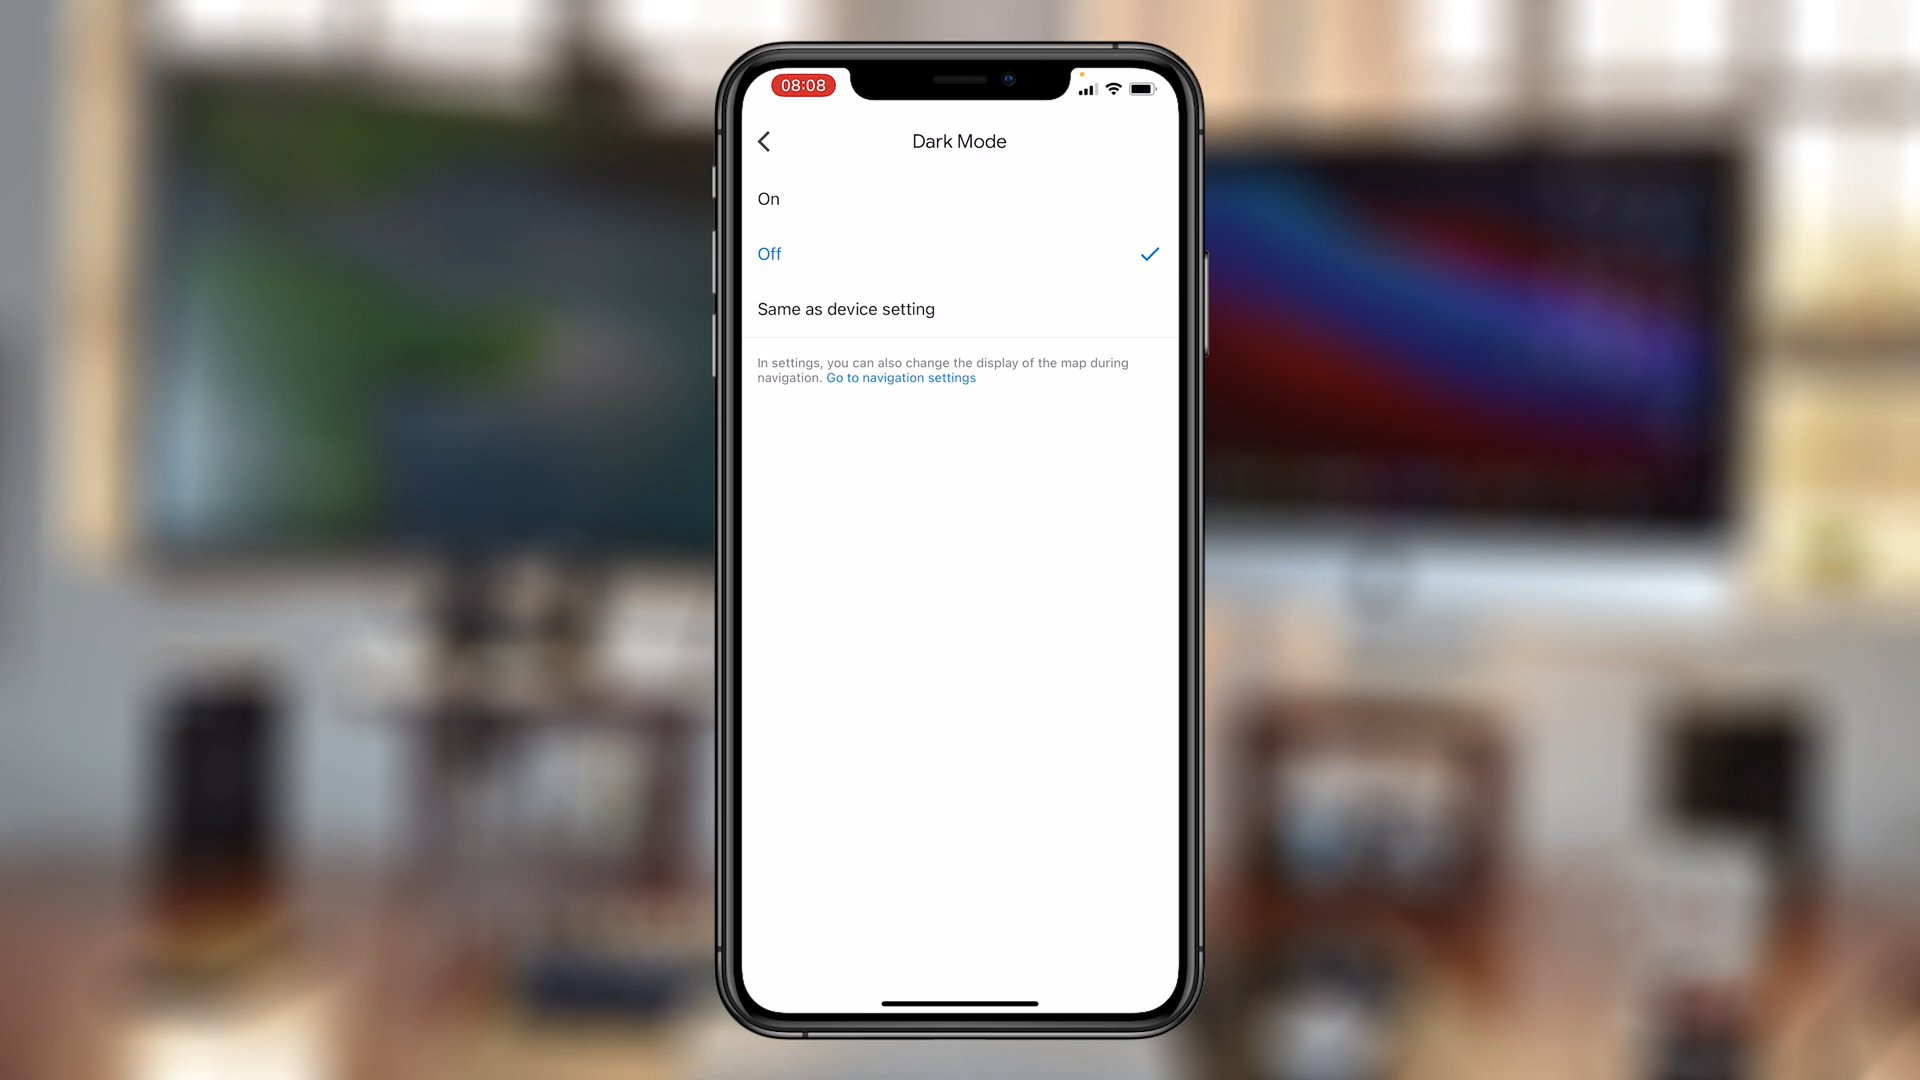 08:08
Dark Mode
On
Off
Same as device setting
In settings, you can also change the display of the map during
navigation. Go to navigation settings